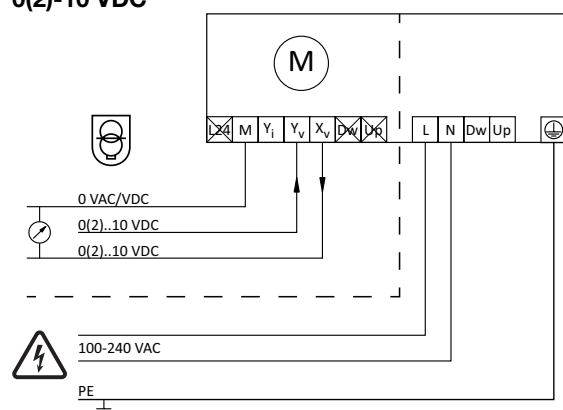 0(2)-10 VDC
M
L24 M Yi Yv Xv Dw Up L N Dw Up
0 VAC/VDC
0(2)..10 VDC
0(2)..10 VDC
100-240 VAC
PE